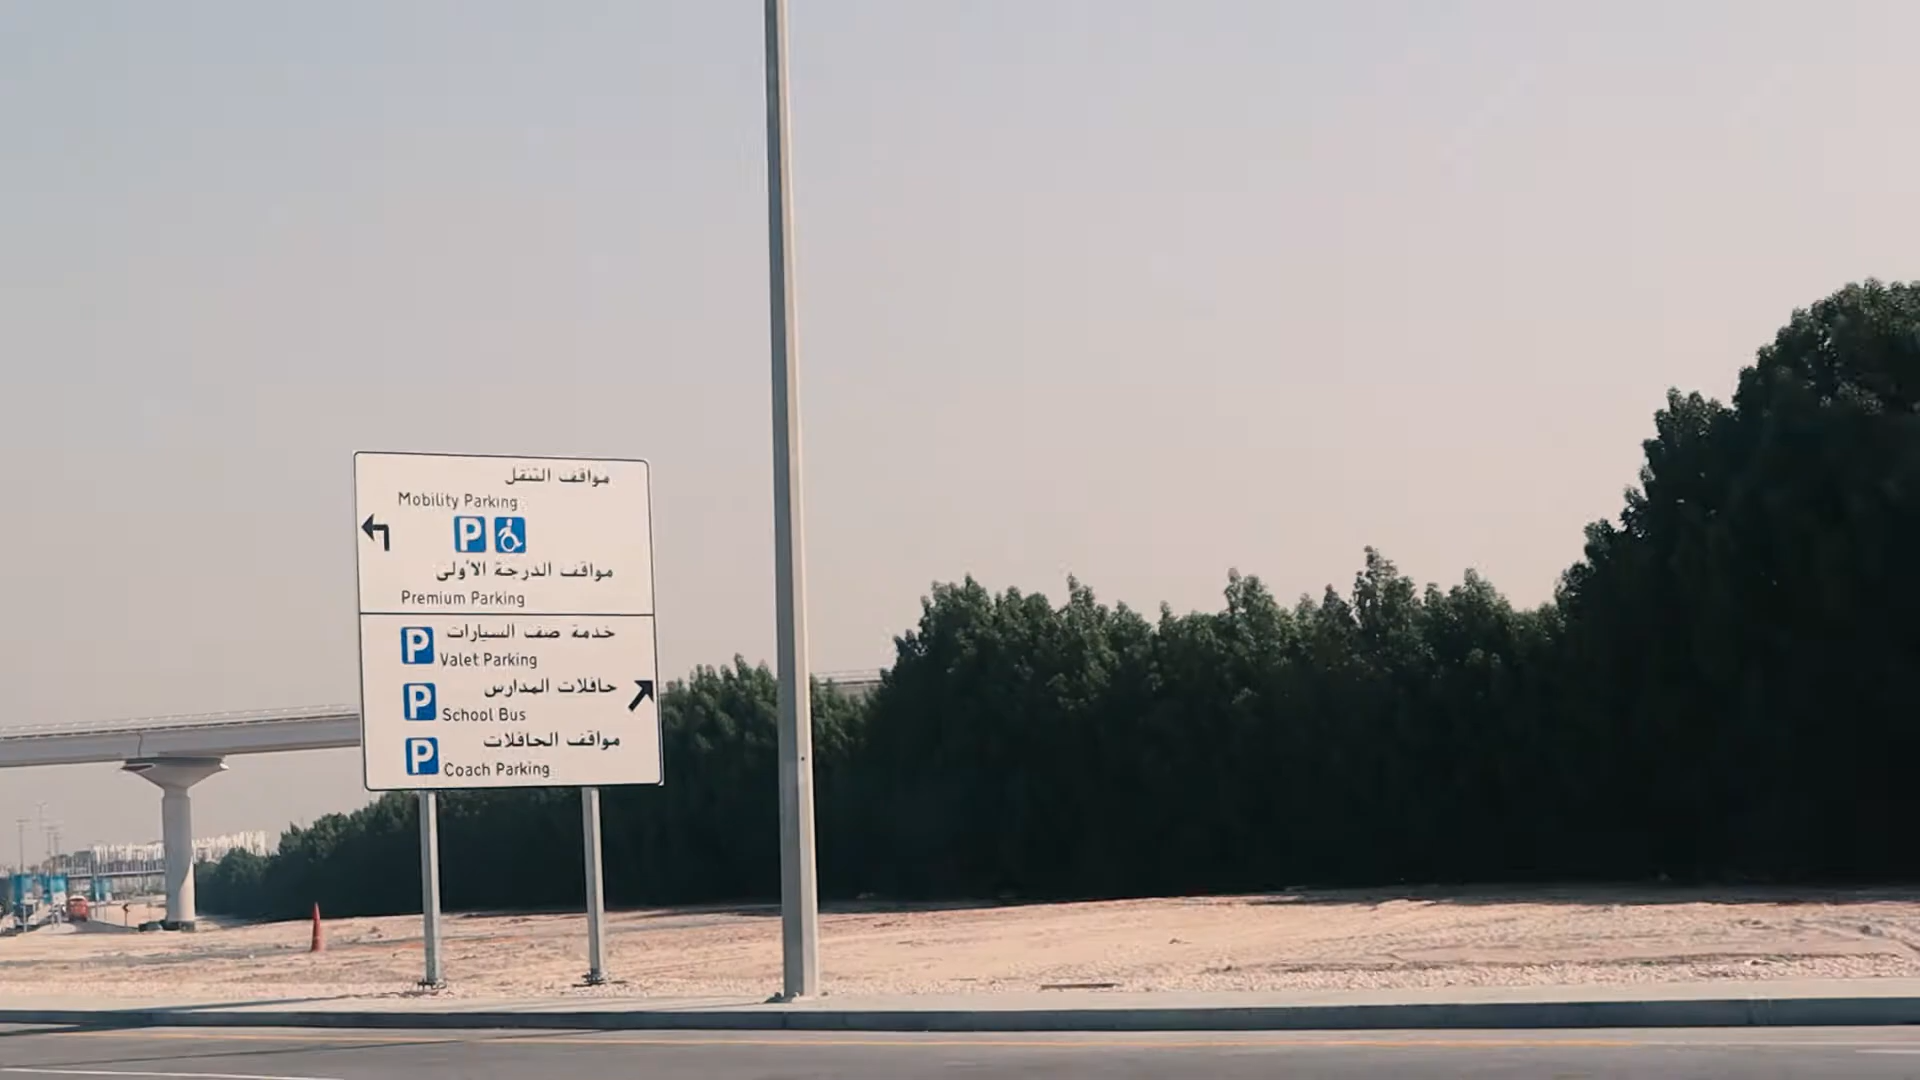 مواقف التنقل
Mobility Parking
P
مواقف الدرجة الأولى
Premium Parking
خدمة صف السيارات
P Valet Parking
حافلات المدارس
P School Bus
مواقف الحافلات
P Coach Parking